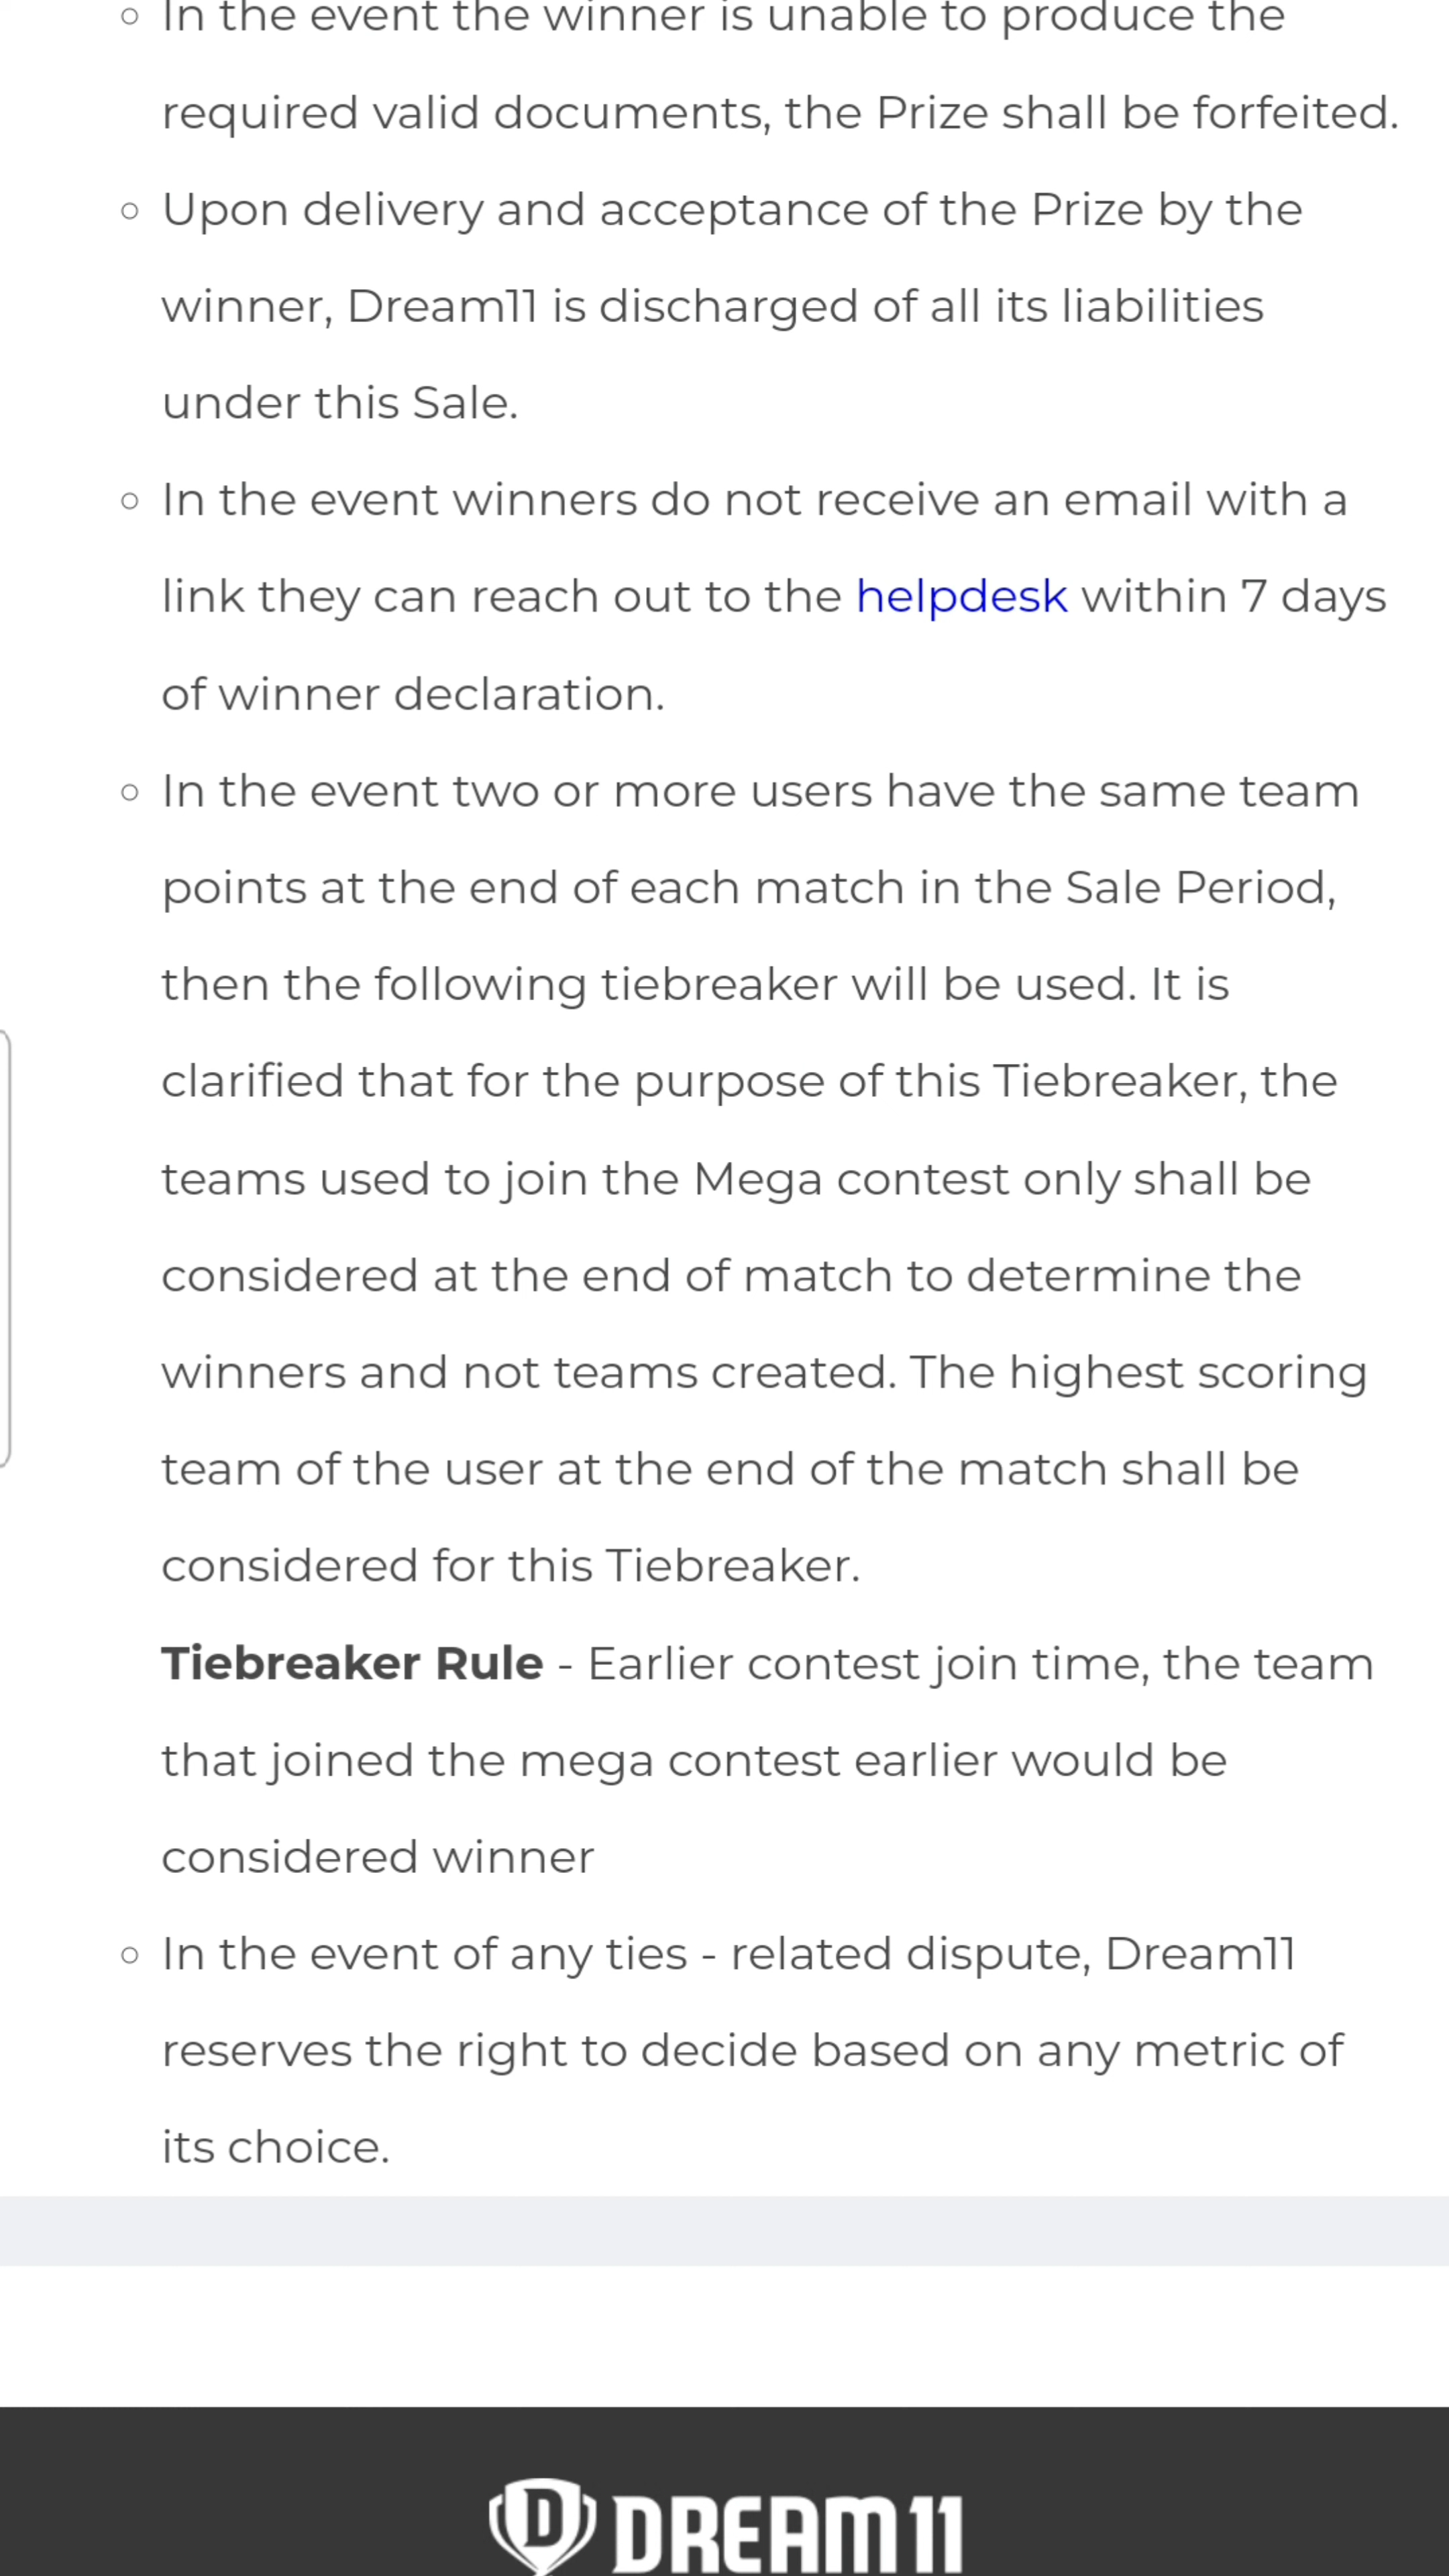 In the event the winner is unable to produce the
required valid documents, the Prize shall be forfeited.
Upon delivery and acceptance of the Prize by the
winner, Dream11 is discharged of all its liabilities
under this Sale.
In the event winners do not receive an email with a
link they can reach out to the helpdesk within 7 days
of winner declaration.
In the event two or more users have the same team
points at the end of each match in the Sale Period,
then the following tiebreaker will be used. It is
clarified that for the purpose of this Tiebreaker, the
teams used to join the Mega contest only shall be
considered at the end of match to determine the
winners and not teams created. The highest scoring
team of the user at the end of the match shall be
considered for this Tiebreaker.
Tiebreaker Rule - Earlier contest join time, the team
that joined the mega contest earlier would be
considered winner
In the event of any ties - related dispute, Dream11
reserves the right to decide based on any metric of
its choice.
D DREAM11